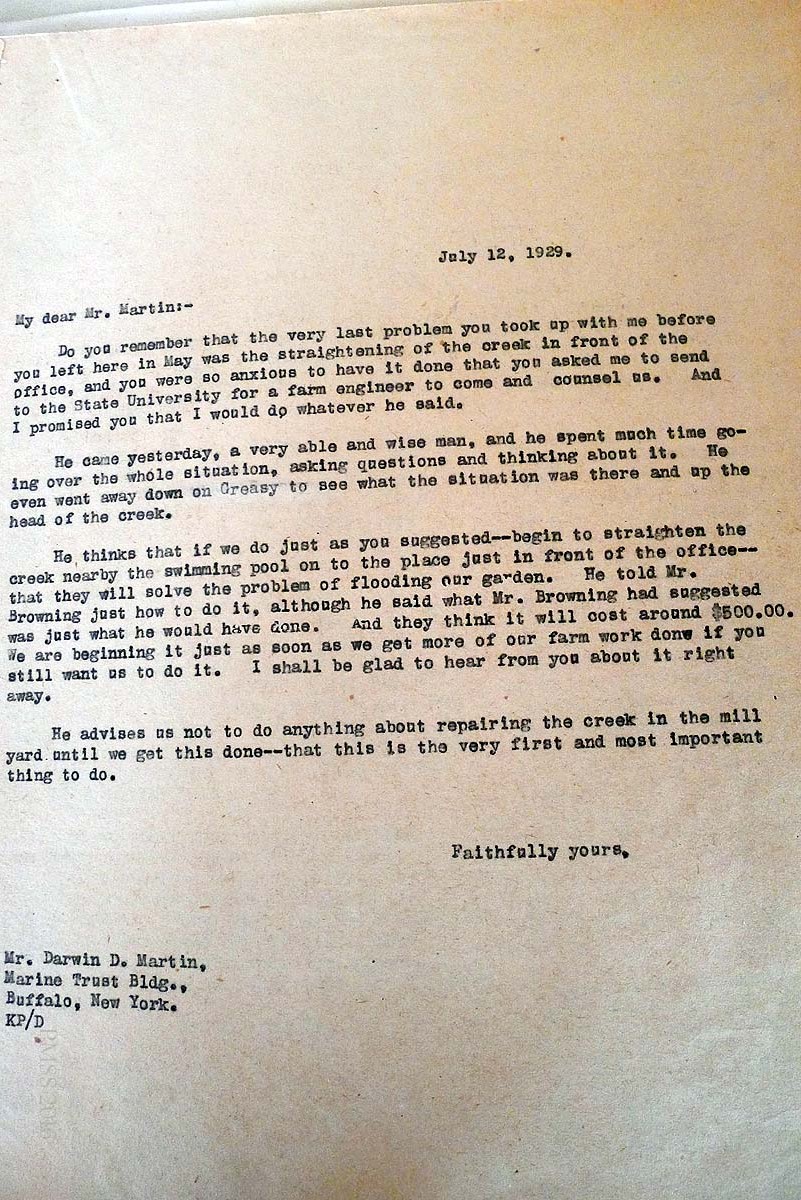 July 12, 1929.
My dear Mr. Martin:-
Do you remember that the very last problem you took up with me before
you left here in May was the straightening of the creek in front of the
office, and you were so anxious to have it done that you asked me to send
to the State University for a farm engineer to come and counsel us. And
I promised you that I would do whatever he said.
He came yesterday, a very able and wise man, and he spent much time go-
ing over the whole situation, asking questions and thinking about it. He
even went away down on Greasy to see what the situation was there and up the
head of the creek.
He thinks that if we do just as you suggested--begin to straighten the
creek nearby the swimming pool on to the place just in front of the office--
that they will solve the problem of flooding our garden. He told Mr.
Browning just how to do it, although he said what Mr. Browning had suggested
was just what he would have done. And they think it will cost around $500.00.
We are beginning it just as soon as we get more of our farm work donw if you
still want us to do it. I shall be glad to hear from you about it right
away.
He advises us not to do anything about repairing the creek in the mill
yard until we get this done--that this is the very first and most important
thing to do.
Faithfully yours,
Mr. Darwin D. Martin,
Marine Trust Bldg.,
Buffalo, New York.
KP/D